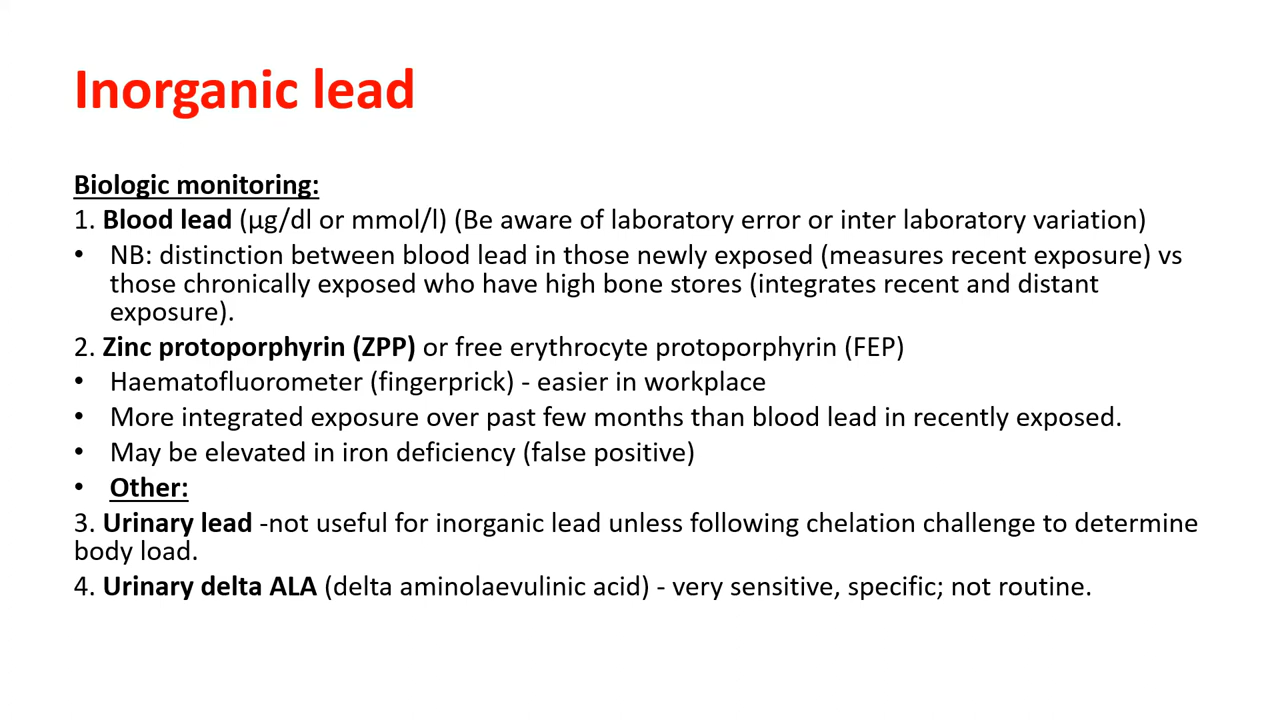 Inorganic lead
Biologic monitoring:
1. Blood lead (µg/dl or mmol/l) (Be aware of laboratory error or inter laboratory variation)
• NB: distinction between blood lead in those newly exposed (measures recent exposure) vs
those chronically exposed who have high bone stores (integrates recent and distant
exposure).
2. Zinc protoporphyrin (ZPP) or free erythrocyte protoporphyrin (FEP)
• Haematofluorometer (fingerprick) - easier in workplace
• More integrated exposure over past few months than blood lead in recently exposed.
• May be elevated in iron deficiency (false positive)
• Other:
3. Urinary lead -not useful for inorganic lead unless following chelation challenge to determine
body load.
4. Urinary delta ALA (delta aminolaevulinic acid) - very sensitive, specific; not routine.